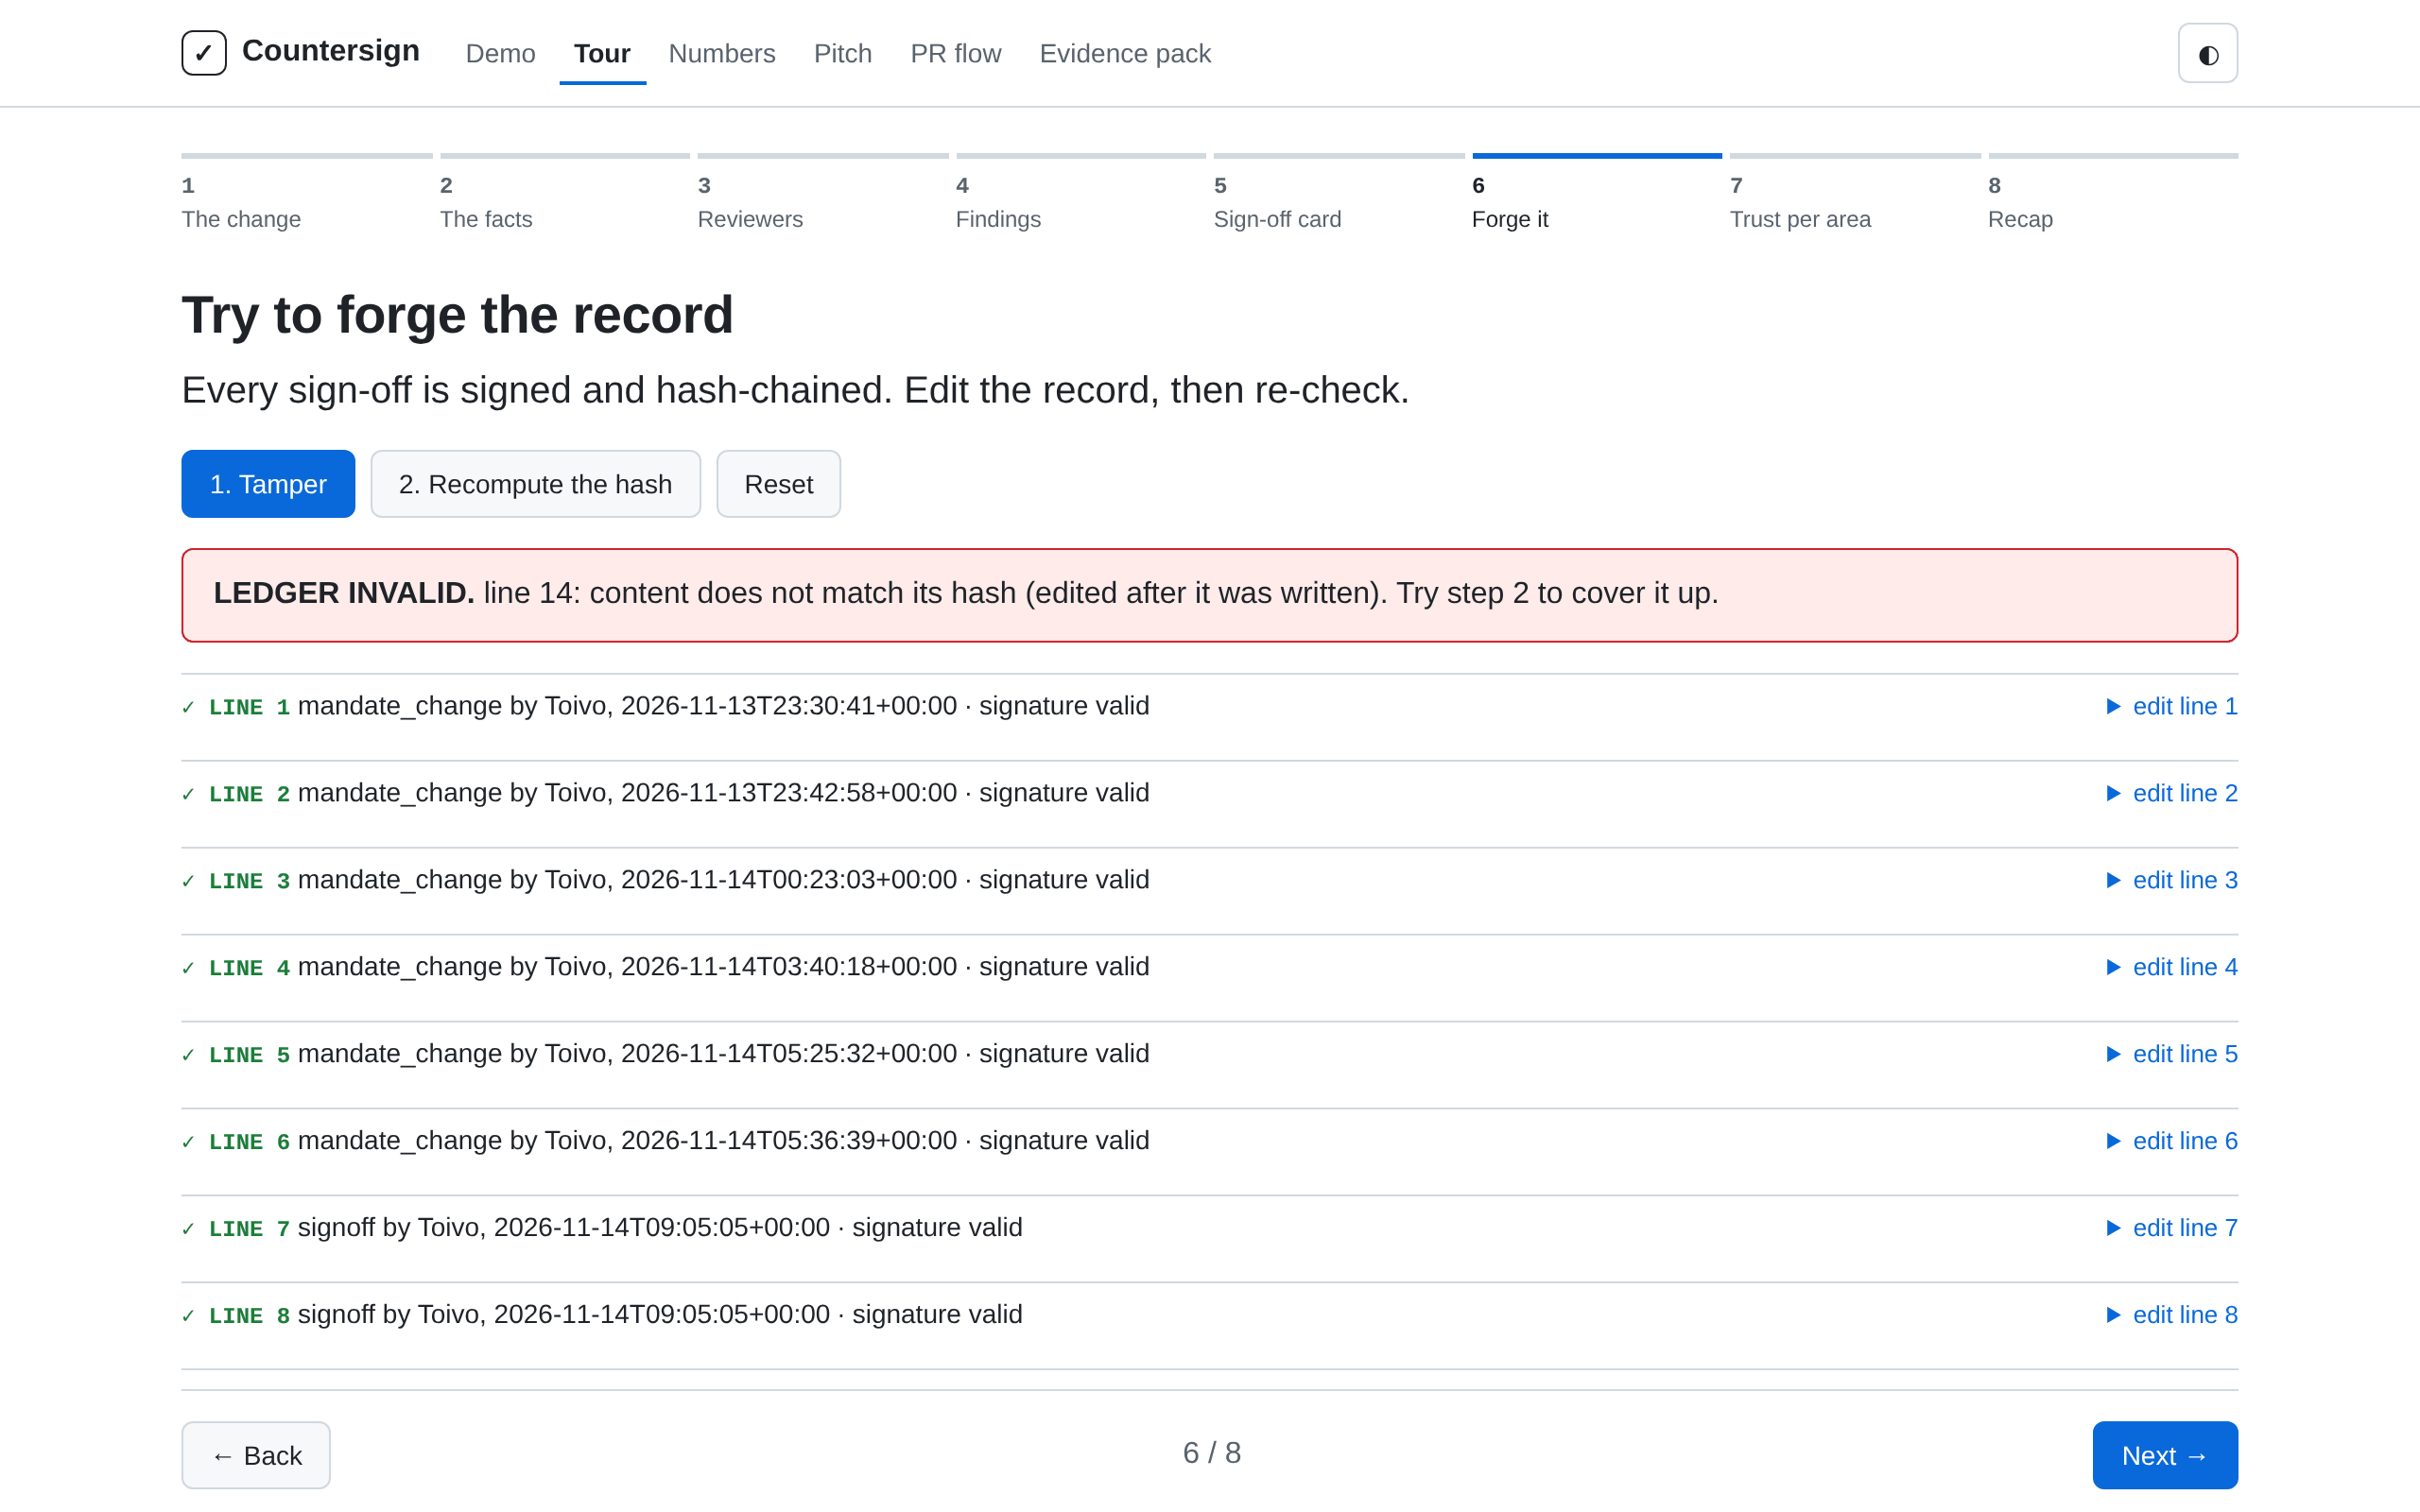 ✓ Countersign Demo Tour Numbers Pitch PR flow Evidence pack
1 2 3 4 5 6 7 8
The change The facts Reviewers Findings Sign-off card Forge it Trust per area Recap
Try to forge the record
Every sign-off is signed and hash-chained. Edit the record, then re-check.
1. Tamper 2. Recompute the hash Reset
LEDGER INVALID. line 14: content does not match its hash (edited after it was written). Try step 2 to cover it up.
✓ LINE 1 mandate_change by Toivo, 2026-11-13T23:30:41+00:00 · signature valid ▶ edit line 1
✓ LINE 2 mandate_change by Toivo, 2026-11-13T23:42:58+00:00 · signature valid ▶ edit line 2
✓ LINE 3 mandate_change by Toivo, 2026-11-14T00:23:03+00:00 · signature valid ▶ edit line 3
✓ LINE 4 mandate_change by Toivo, 2026-11-14T03:40:18+00:00 · signature valid ▶ edit line 4
✓ LINE 5 mandate_change by Toivo, 2026-11-14T05:25:32+00:00 · signature valid ▶ edit line 5
✓ LINE 6 mandate_change by Toivo, 2026-11-14T05:36:39+00:00 · signature valid ▶ edit line 6
✓ LINE 7 signoff by Toivo, 2026-11-14T09:05:05+00:00 · signature valid ▶ edit line 7
✓ LINE 8 signoff by Toivo, 2026-11-14T09:05:05+00:00 · signature valid ▶ edit line 8
← Back 6 / 8 Next →